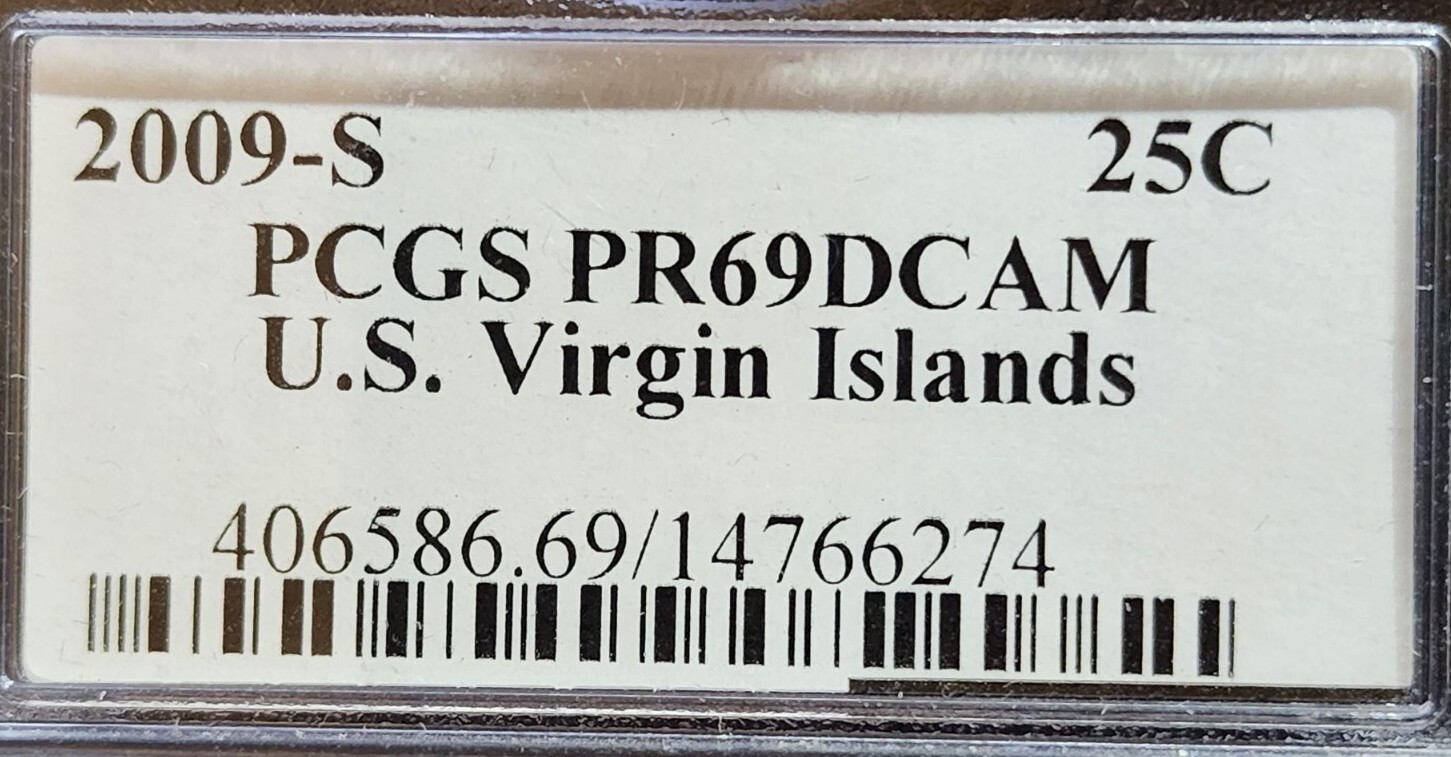 2009-S 25C
PCGS PR69DCAM
U.S. Virgin Islands
406586.69/14766274